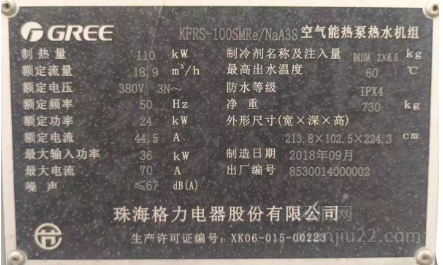 GREE KFRS-100SMRe/NaA3S 空气能热泵热水机组
制热量 110 kW 制冷剂名称及注入量 kg
额定流量 18.9 m³/h 最高出水温度 60 ℃
额定电压 380V 3N~ 防水等级 IPX4
额定频率 50 Hz 净重 730 kg
额定功率 24 kW 外形尺寸(宽×深×高)
额定电流 44.5 A 213.8×102.5×224.3 cm
最大输入功率 36 kW 制造日期 2018年09月
最大电流 70 A 出厂编号 8530014000002
噪声 ≤67 dB(A)
珠海格力电器股份有限公司
生产许可证编号: XK06-015-00223